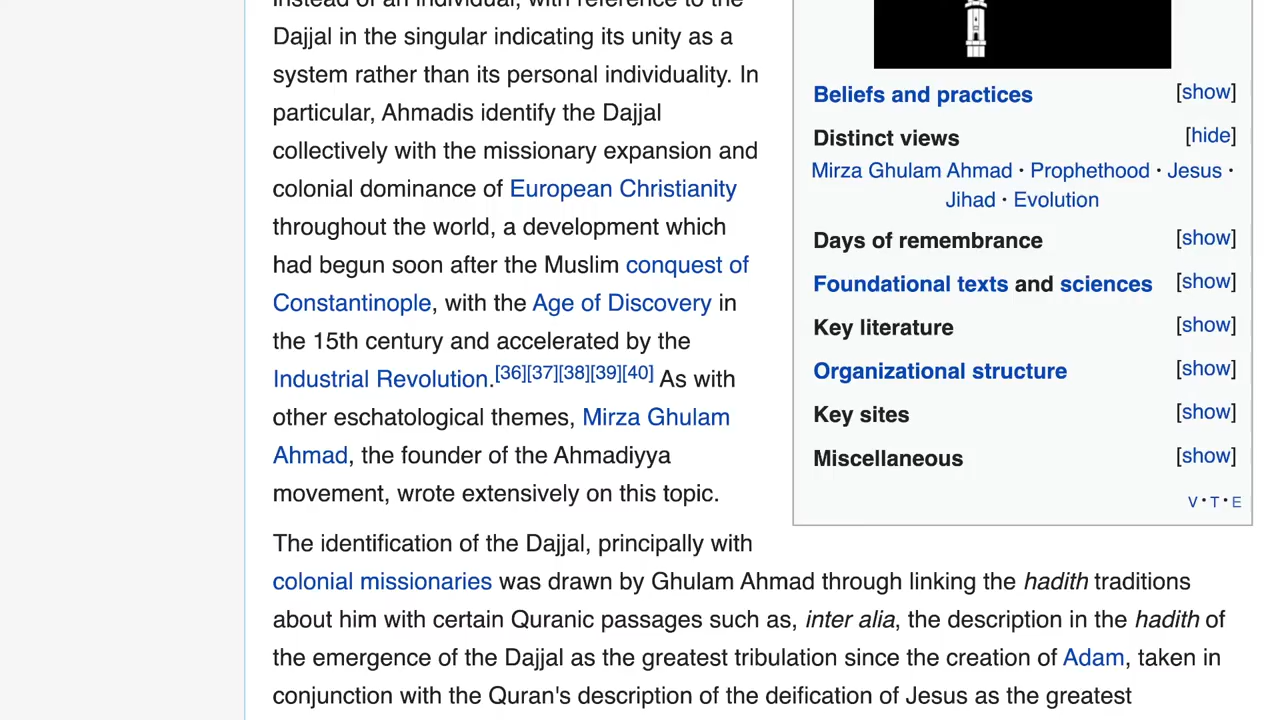 instead of an individual, with reference to the
Dajjal in the singular indicating its unity as a
system rather than its personal individuality. In
particular, Ahmadis identify the Dajjal
collectively with the missionary expansion and
colonial dominance of European Christianity
throughout the world, a development which
had begun soon after the Muslim conquest of
Constantinople, with the Age of Discovery in
the 15th century and accelerated by the
Industrial Revolution.[36][37][38][39][40] As with
other eschatological themes, Mirza Ghulam
Ahmad, the founder of the Ahmadiyya
movement, wrote extensively on this topic.
Beliefs and practices [show]
Distinct views [hide]
Mirza Ghulam Ahmad · Prophethood · Jesus ·
Jihad · Evolution
Days of remembrance [show]
Foundational texts and sciences [show]
Key literature [show]
Organizational structure [show]
Key sites [show]
Miscellaneous [show]
V · T · E
The identification of the Dajjal, principally with
colonial missionaries was drawn by Ghulam Ahmad through linking the hadith traditions
about him with certain Quranic passages such as, inter alia, the description in the hadith of
the emergence of the Dajjal as the greatest tribulation since the creation of Adam, taken in
conjunction with the Quran's description of the deification of Jesus as the greatest